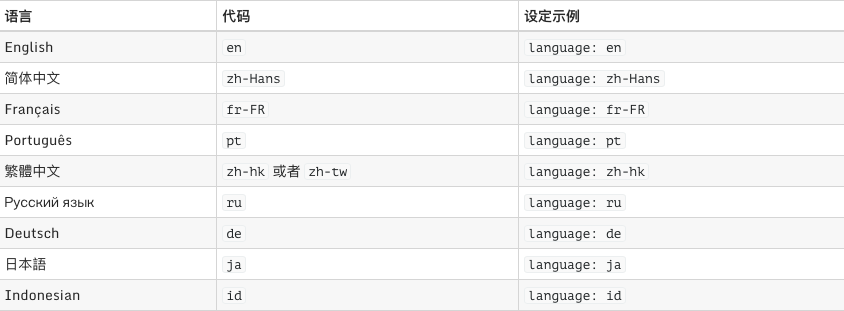 语言 代码 设定示例
English en language: en
简体中文 zh-Hans language: zh-Hans
Français fr-FR language: fr-FR
Português pt language: pt
繁體中文 zh-hk 或者 zh-tw language: zh-hk
Русский язык ru language: ru
Deutsch de language: de
日本語 ja language: ja
Indonesian id language: id